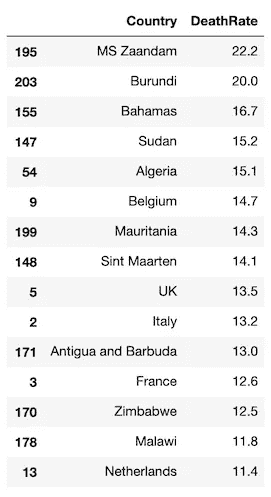 Country DeathRate
195 MS Zaandam 22.2
203 Burundi 20.0
155 Bahamas 16.7
147 Sudan 15.2
54 Algeria 15.1
9 Belgium 14.7
199 Mauritania 14.3
148 Sint Maarten 14.1
5 UK 13.5
2 Italy 13.2
171 Antigua and Barbuda 13.0
3 France 12.6
170 Zimbabwe 12.5
178 Malawi 11.8
13 Netherlands 11.4